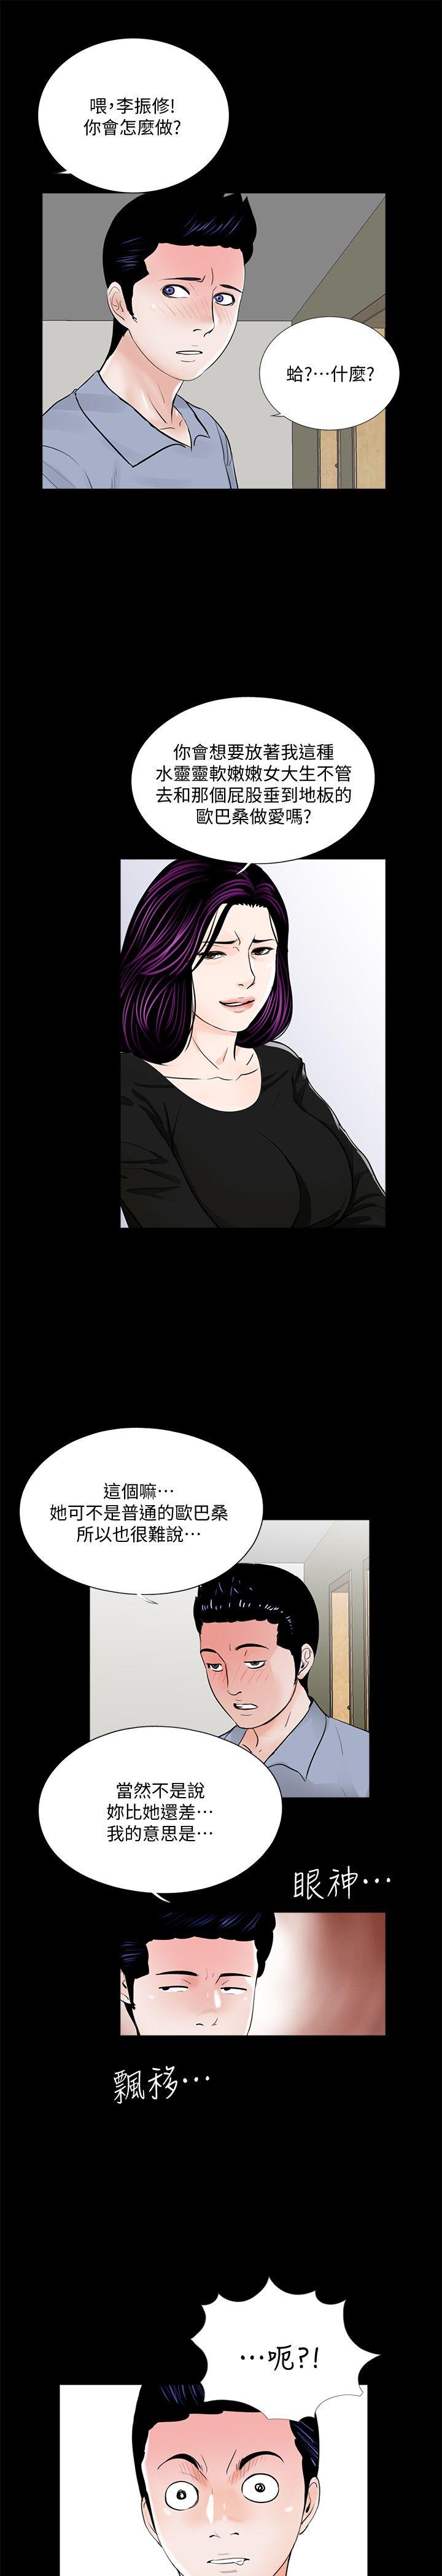 喂，李振修!
你會怎麼做?
蛤?⋯什麼?
你會想要放著我這種
水靈靈軟嫩嫩女大生不管
去和那個屁股垂到地板的
歐巴桑做愛嗎?
這個嘛⋯
她可不是普通的歐巴桑
所以也很難說⋯
當然不是說
妳比她還差⋯
我的意思是⋯
眼神⋯
飄移⋯
⋯呃?!